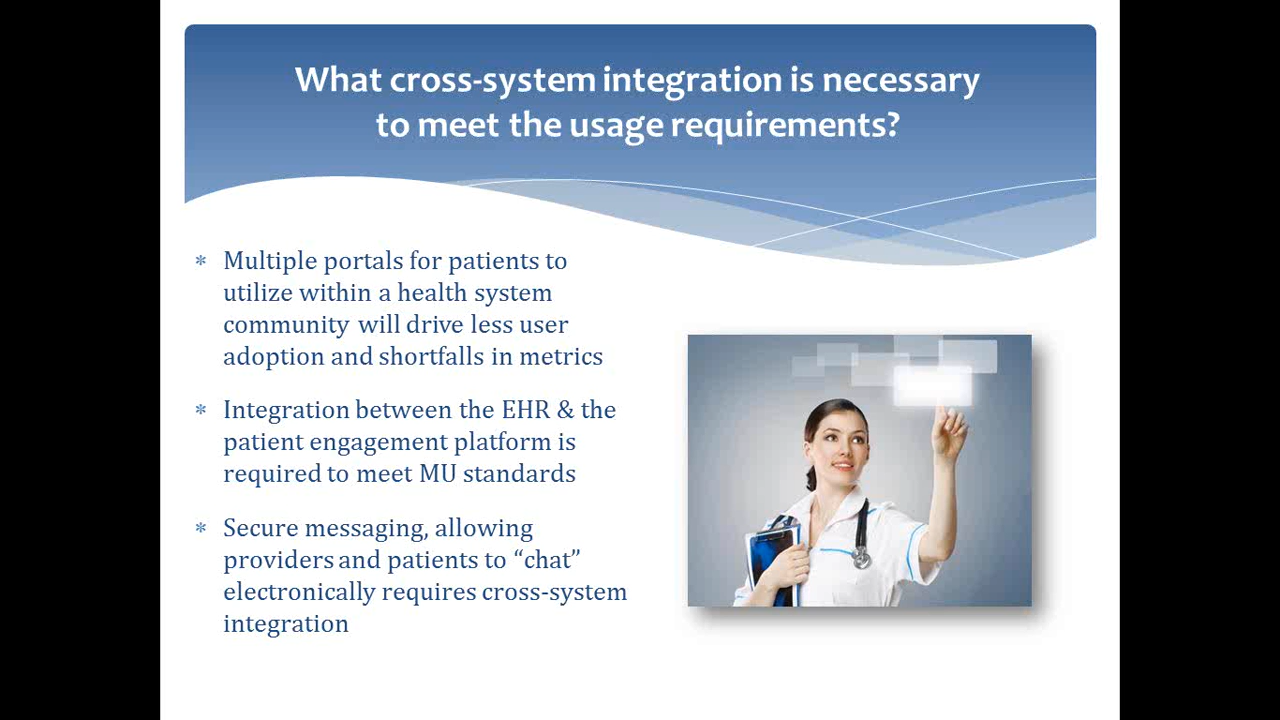 What cross-system integration is necessary
to meet the usage requirements?
* Multiple portals for patients to
utilize within a health system
community will drive less user
adoption and shortfalls in metrics
* Integration between the EHR & the
patient engagement platform is
required to meet MU standards
* Secure messaging, allowing
providers and patients to “chat”
electronically requires cross-system
integration